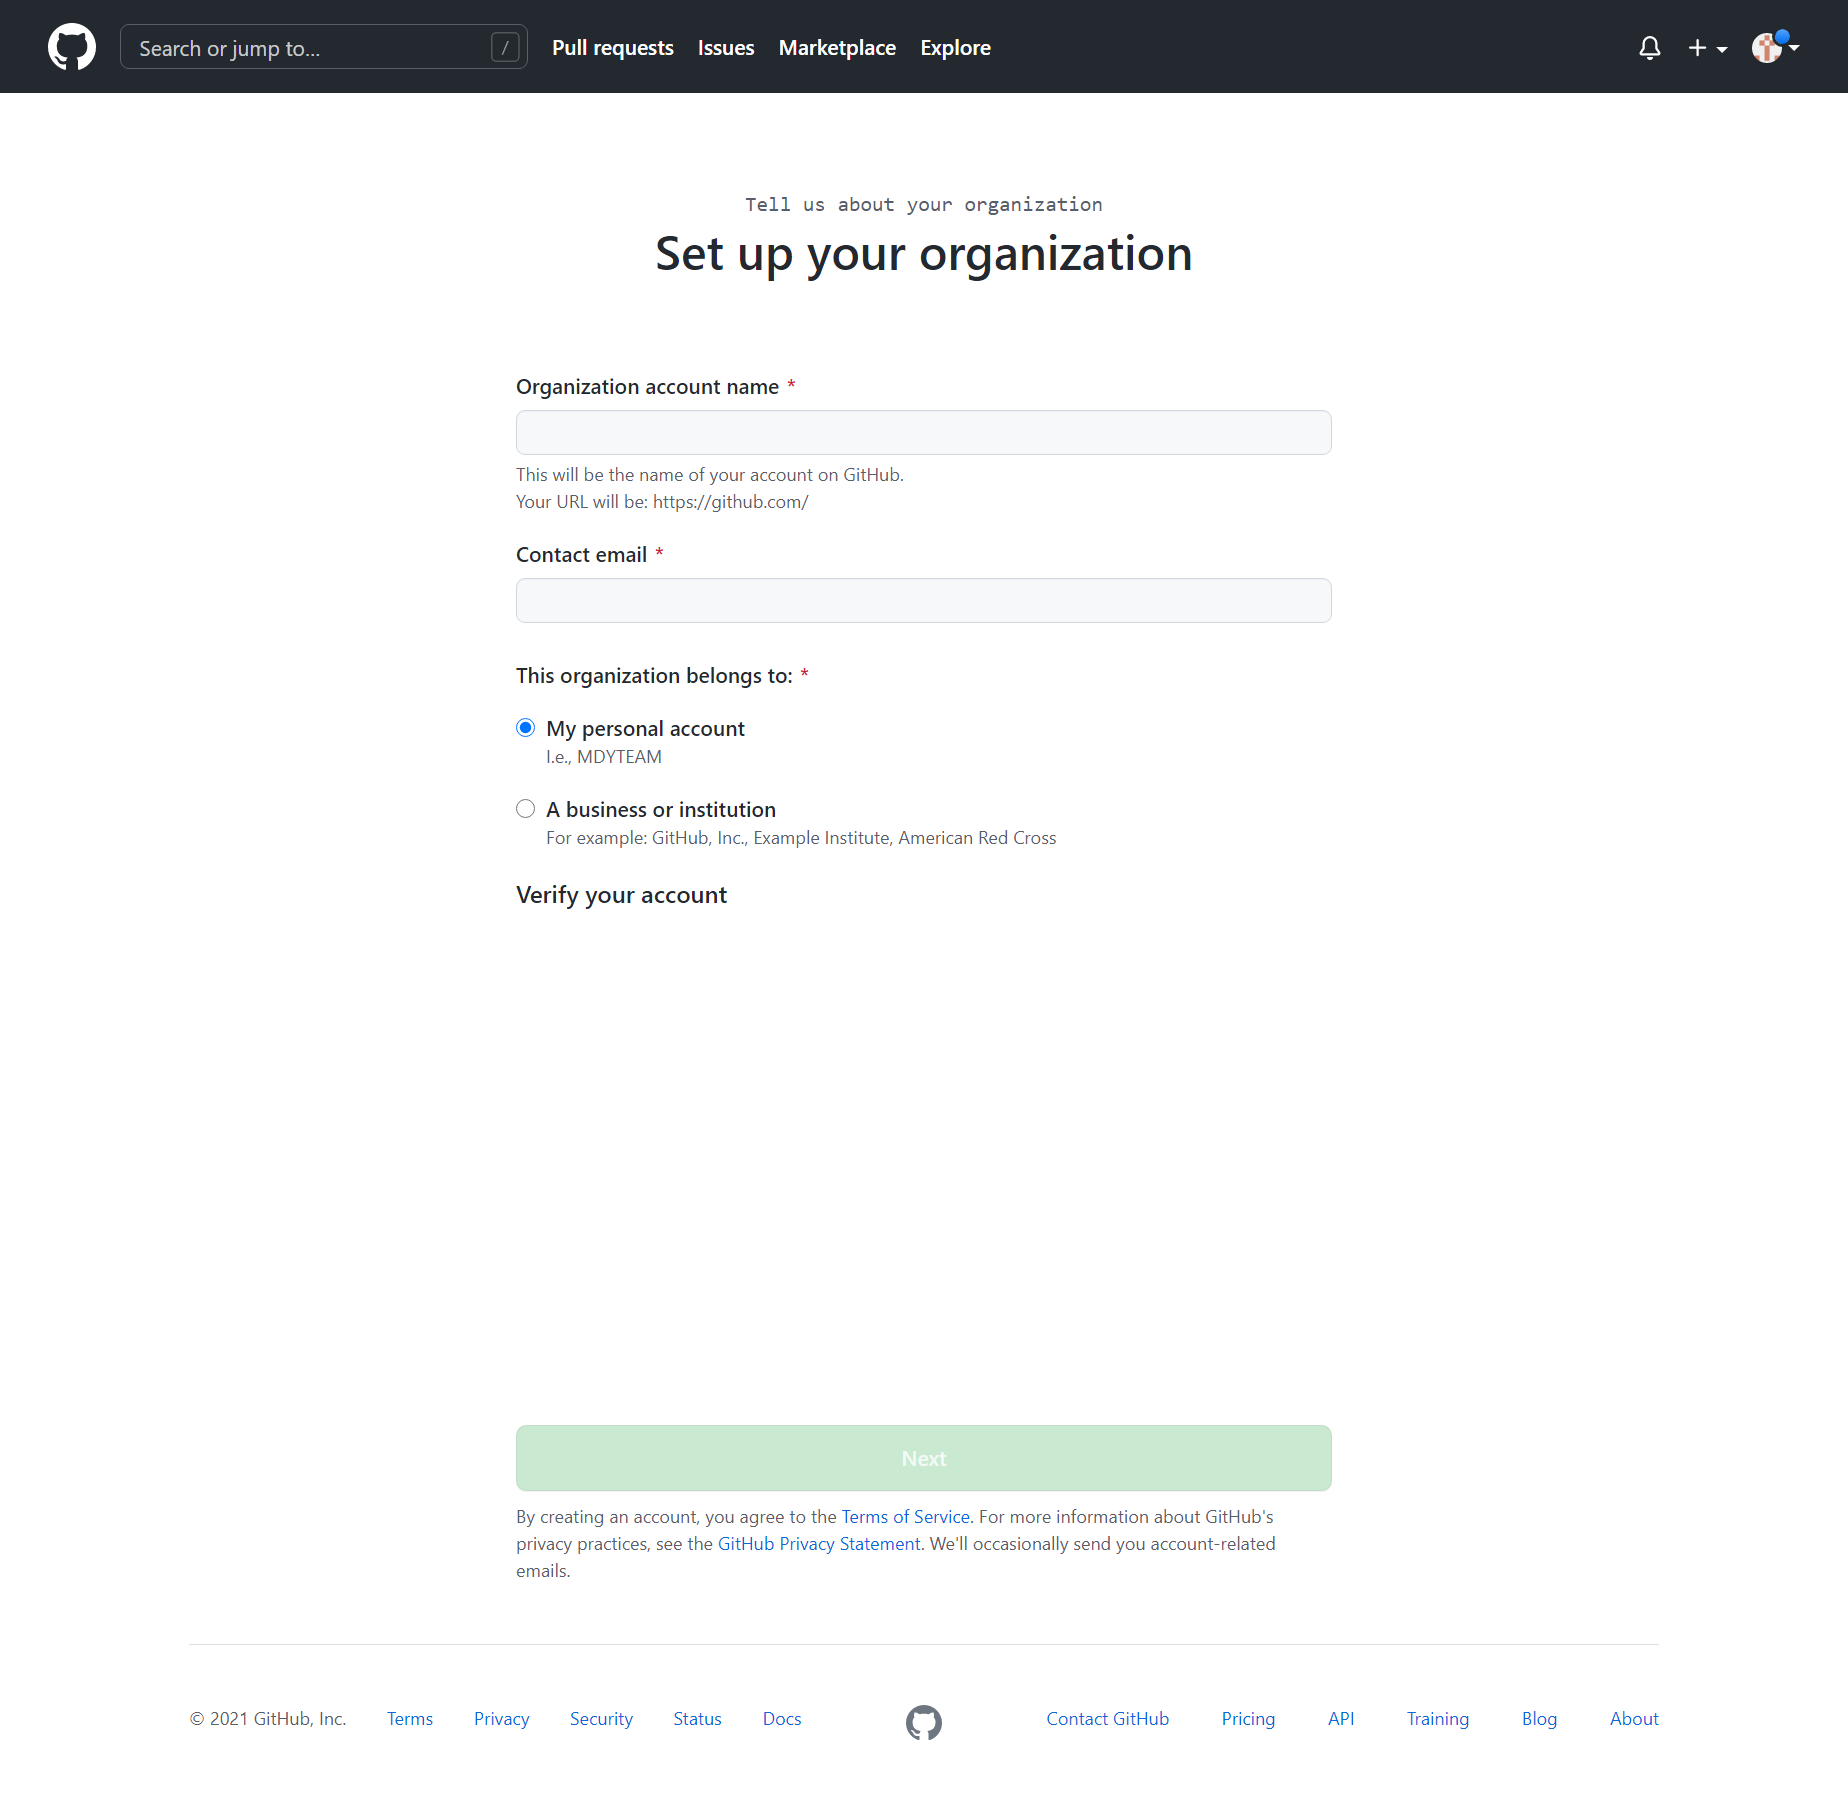 Search or jump to...
/
Pull requests
Issues
Marketplace
Explore
Tell us about your organization
Set up your organization
Organization account name *
This will be the name of your account on GitHub.
Your URL will be: https://github.com/
Contact email *
This organization belongs to: *
My personal account
I.e., MDYTEAM
A business or institution
For example: GitHub, Inc., Example Institute, American Red Cross
Verify your account
Next
By creating an account, you agree to the Terms of Service. For more information about GitHub's
privacy practices, see the GitHub Privacy Statement. We'll occasionally send you account-related
emails.
© 2021 GitHub, Inc.
Terms
Privacy
Security
Status
Docs
Contact GitHub
Pricing
API
Training
Blog
About